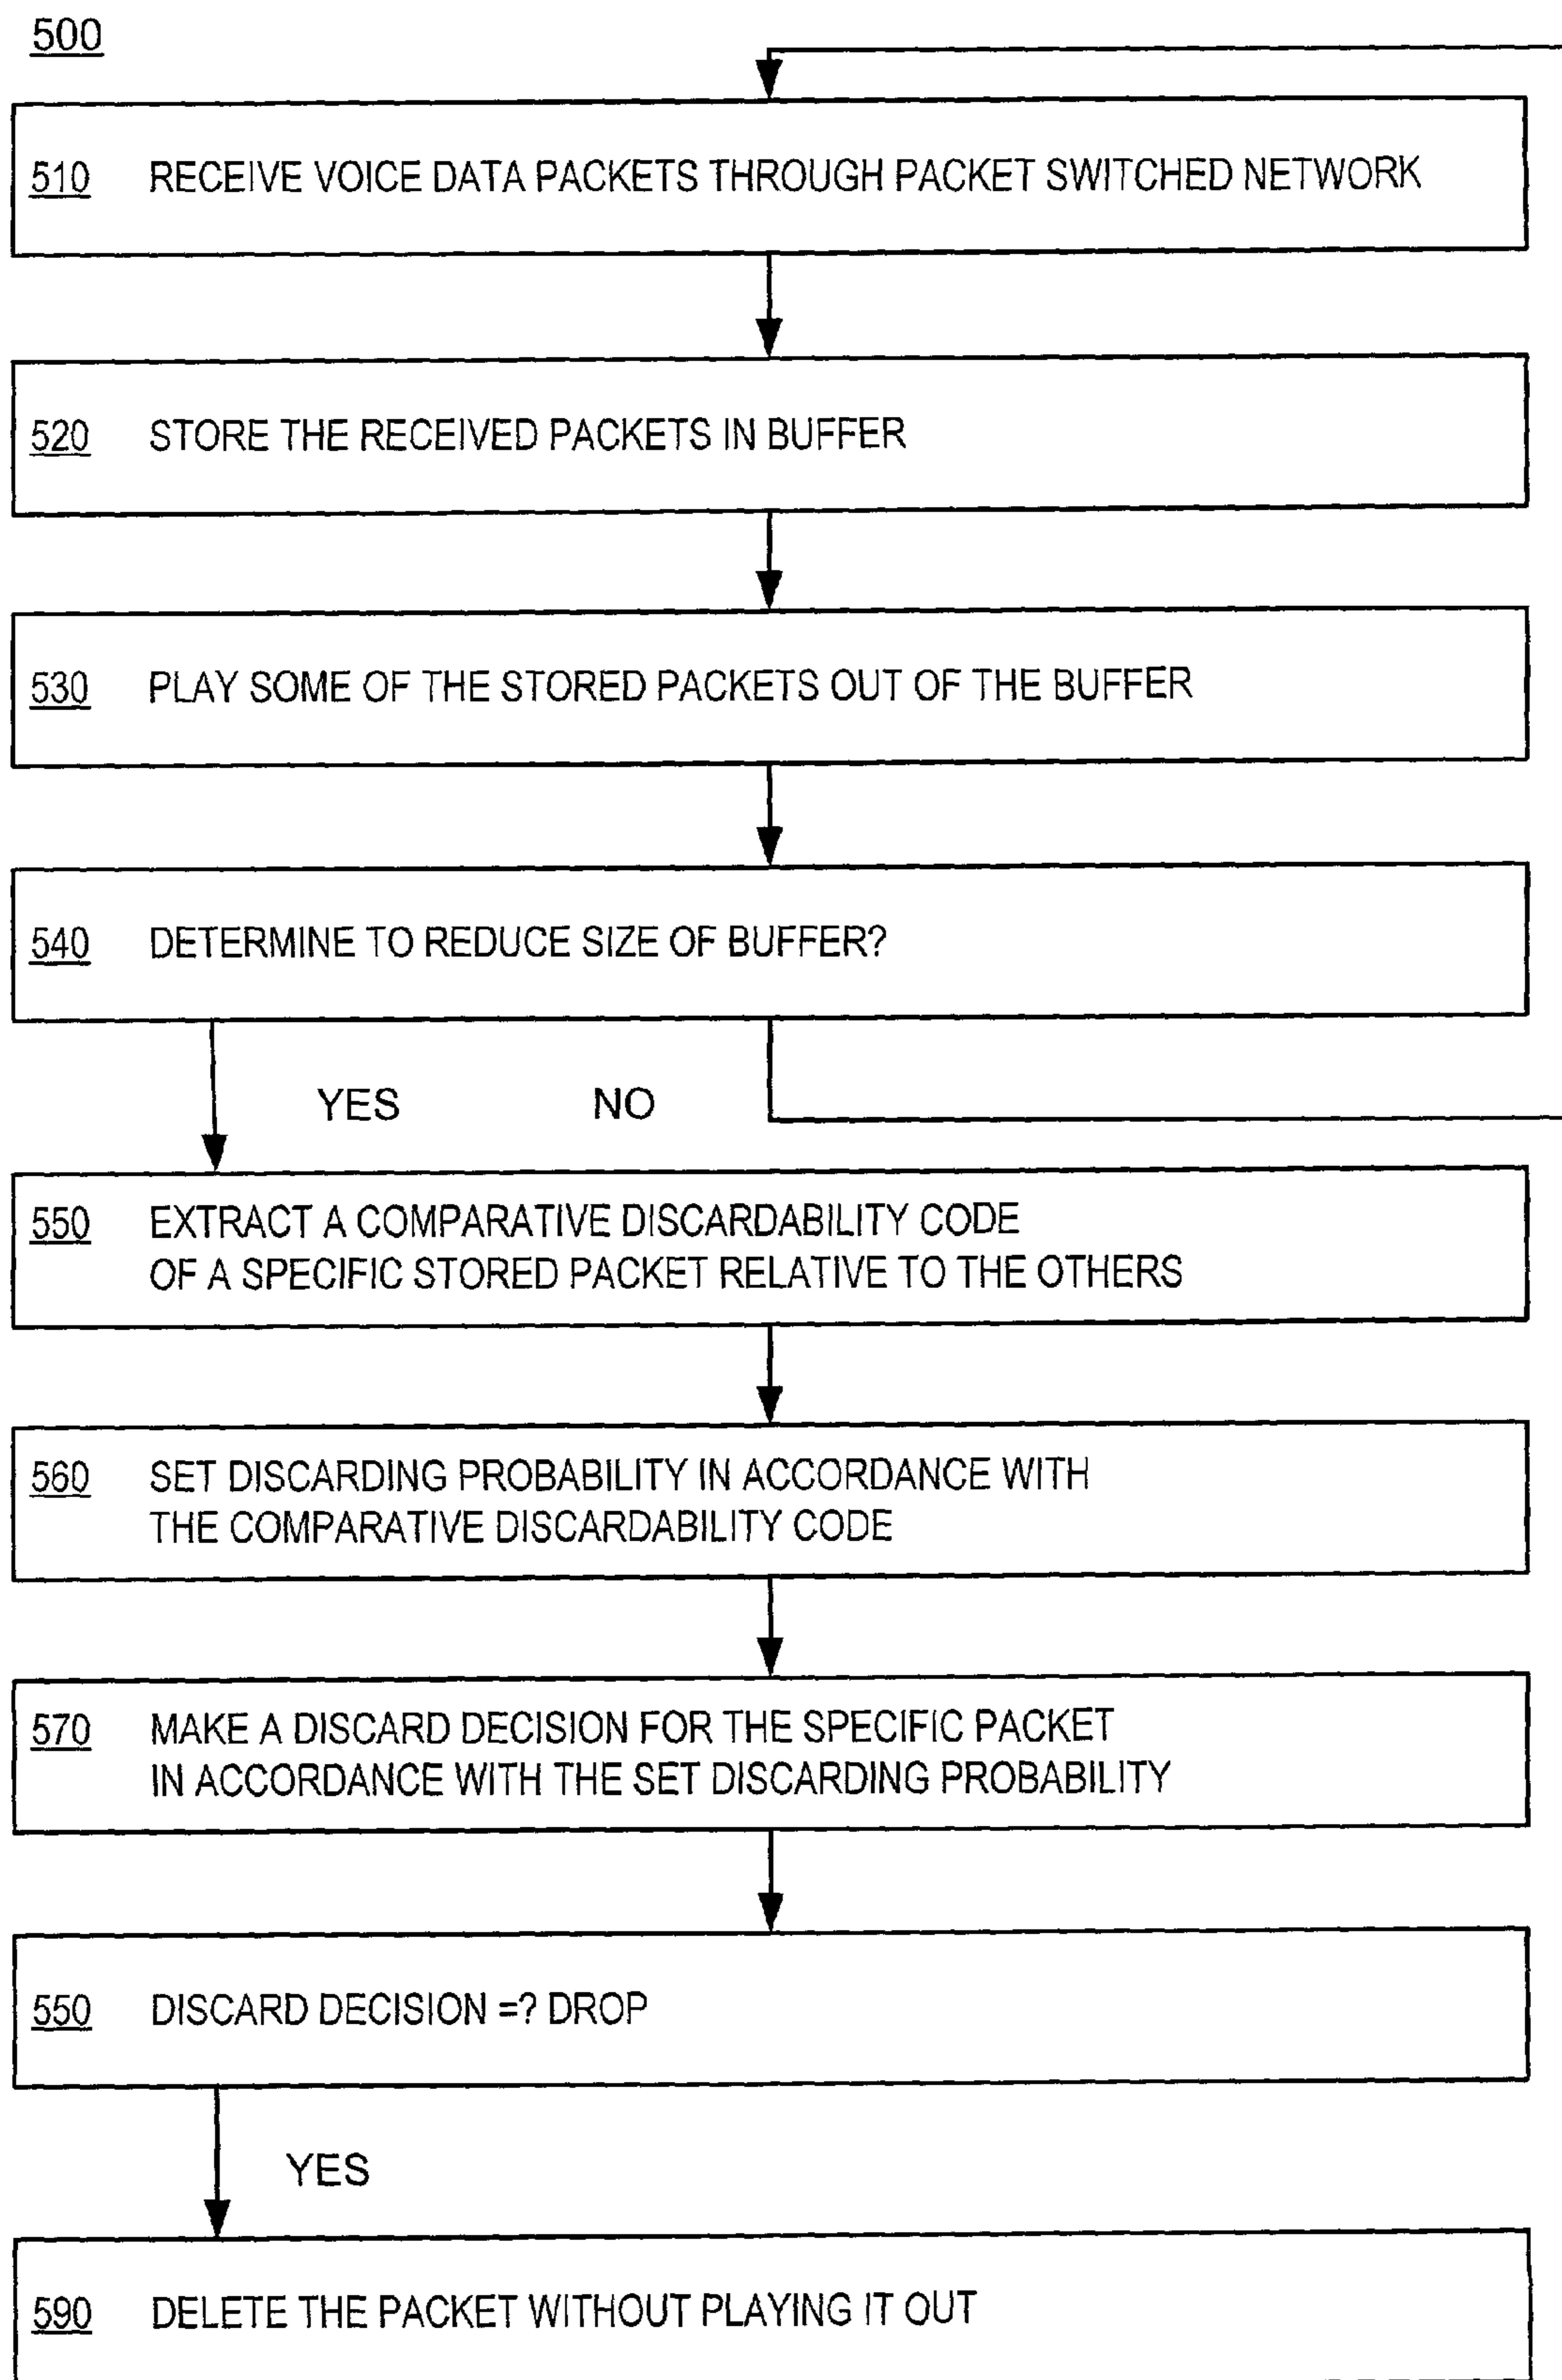 500
510 RECEIVE VOICE DATA PACKETS THROUGH PACKET SWITCHED NETWORK
520 STORE THE RECEIVED PACKETS IN BUFFER
530 PLAY SOME OF THE STORED PACKETS OUT OF THE BUFFER
540 DETERMINE TO REDUCE SIZE OF BUFFER?
YES NO
550 EXTRACT A COMPARATIVE DISCARDABILITY CODE
OF A SPECIFIC STORED PACKET RELATIVE TO THE OTHERS
560 SET DISCARDING PROBABILITY IN ACCORDANCE WITH
THE COMPARATIVE DISCARDABILITY CODE
570 MAKE A DISCARD DECISION FOR THE SPECIFIC PACKET
IN ACCORDANCE WITH THE SET DISCARDING PROBABILITY
550 DISCARD DECISION =? DROP
YES
590 DELETE THE PACKET WITHOUT PLAYING IT OUT